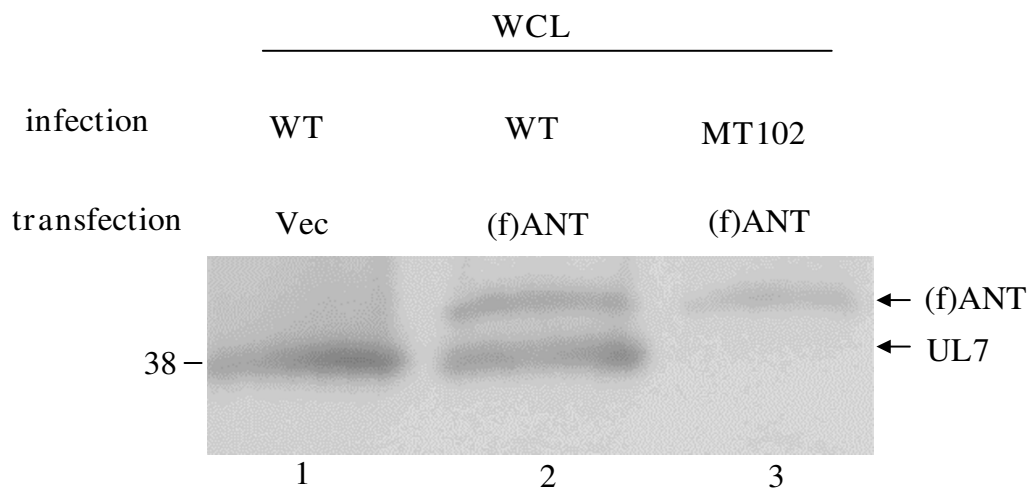 WCL
infection WT WT MT102
transfection Vec (f)ANT (f)ANT
(f)ANT
38 UL7
1 2 3